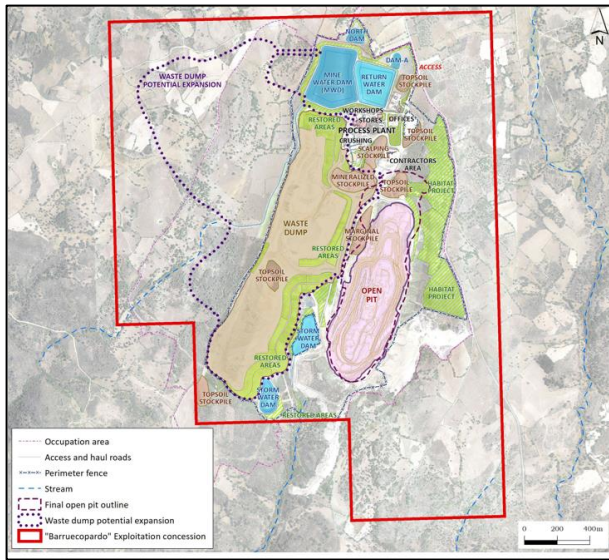 N
NORTH
DAM
DAM-A
ACCESS
WASTE DUMP
POTENTIAL EXPANSION
MINE
WATER DAM
(MWD)
RETURN
WATER
DAM
TOPSOIL
STOCKPILE
WORKSHOPS
STORES
OFFICES
RESTORED
AREAS
PROCESS PLANT
CRUSHING
TOPSOIL
STOCKPILE
SCALPING
STOCKPILE
CONTRACTORS
AREA
MINERALIZED
STOCKPILE
TOPSOIL
STOCKPILE
HABITAT
PROJECT
WASTE
DUMP
MARGINAL
STOCKPILE
RESTORED
AREAS
TOPSOIL
STOCKPILE
OPEN
PIT
HABITAT
PROJECT
STORM
WATER
DAM
RESTORED
AREAS
TOPSOIL
STOCKPILE
STORM
WATER
DAM
RESTORED AREAS
Occupation area
Access and haul roads
Perimeter fence
Stream
Final open pit outline
Waste dump potential expansion
"Barruecopardo" Exploitation concession
0 200 400m